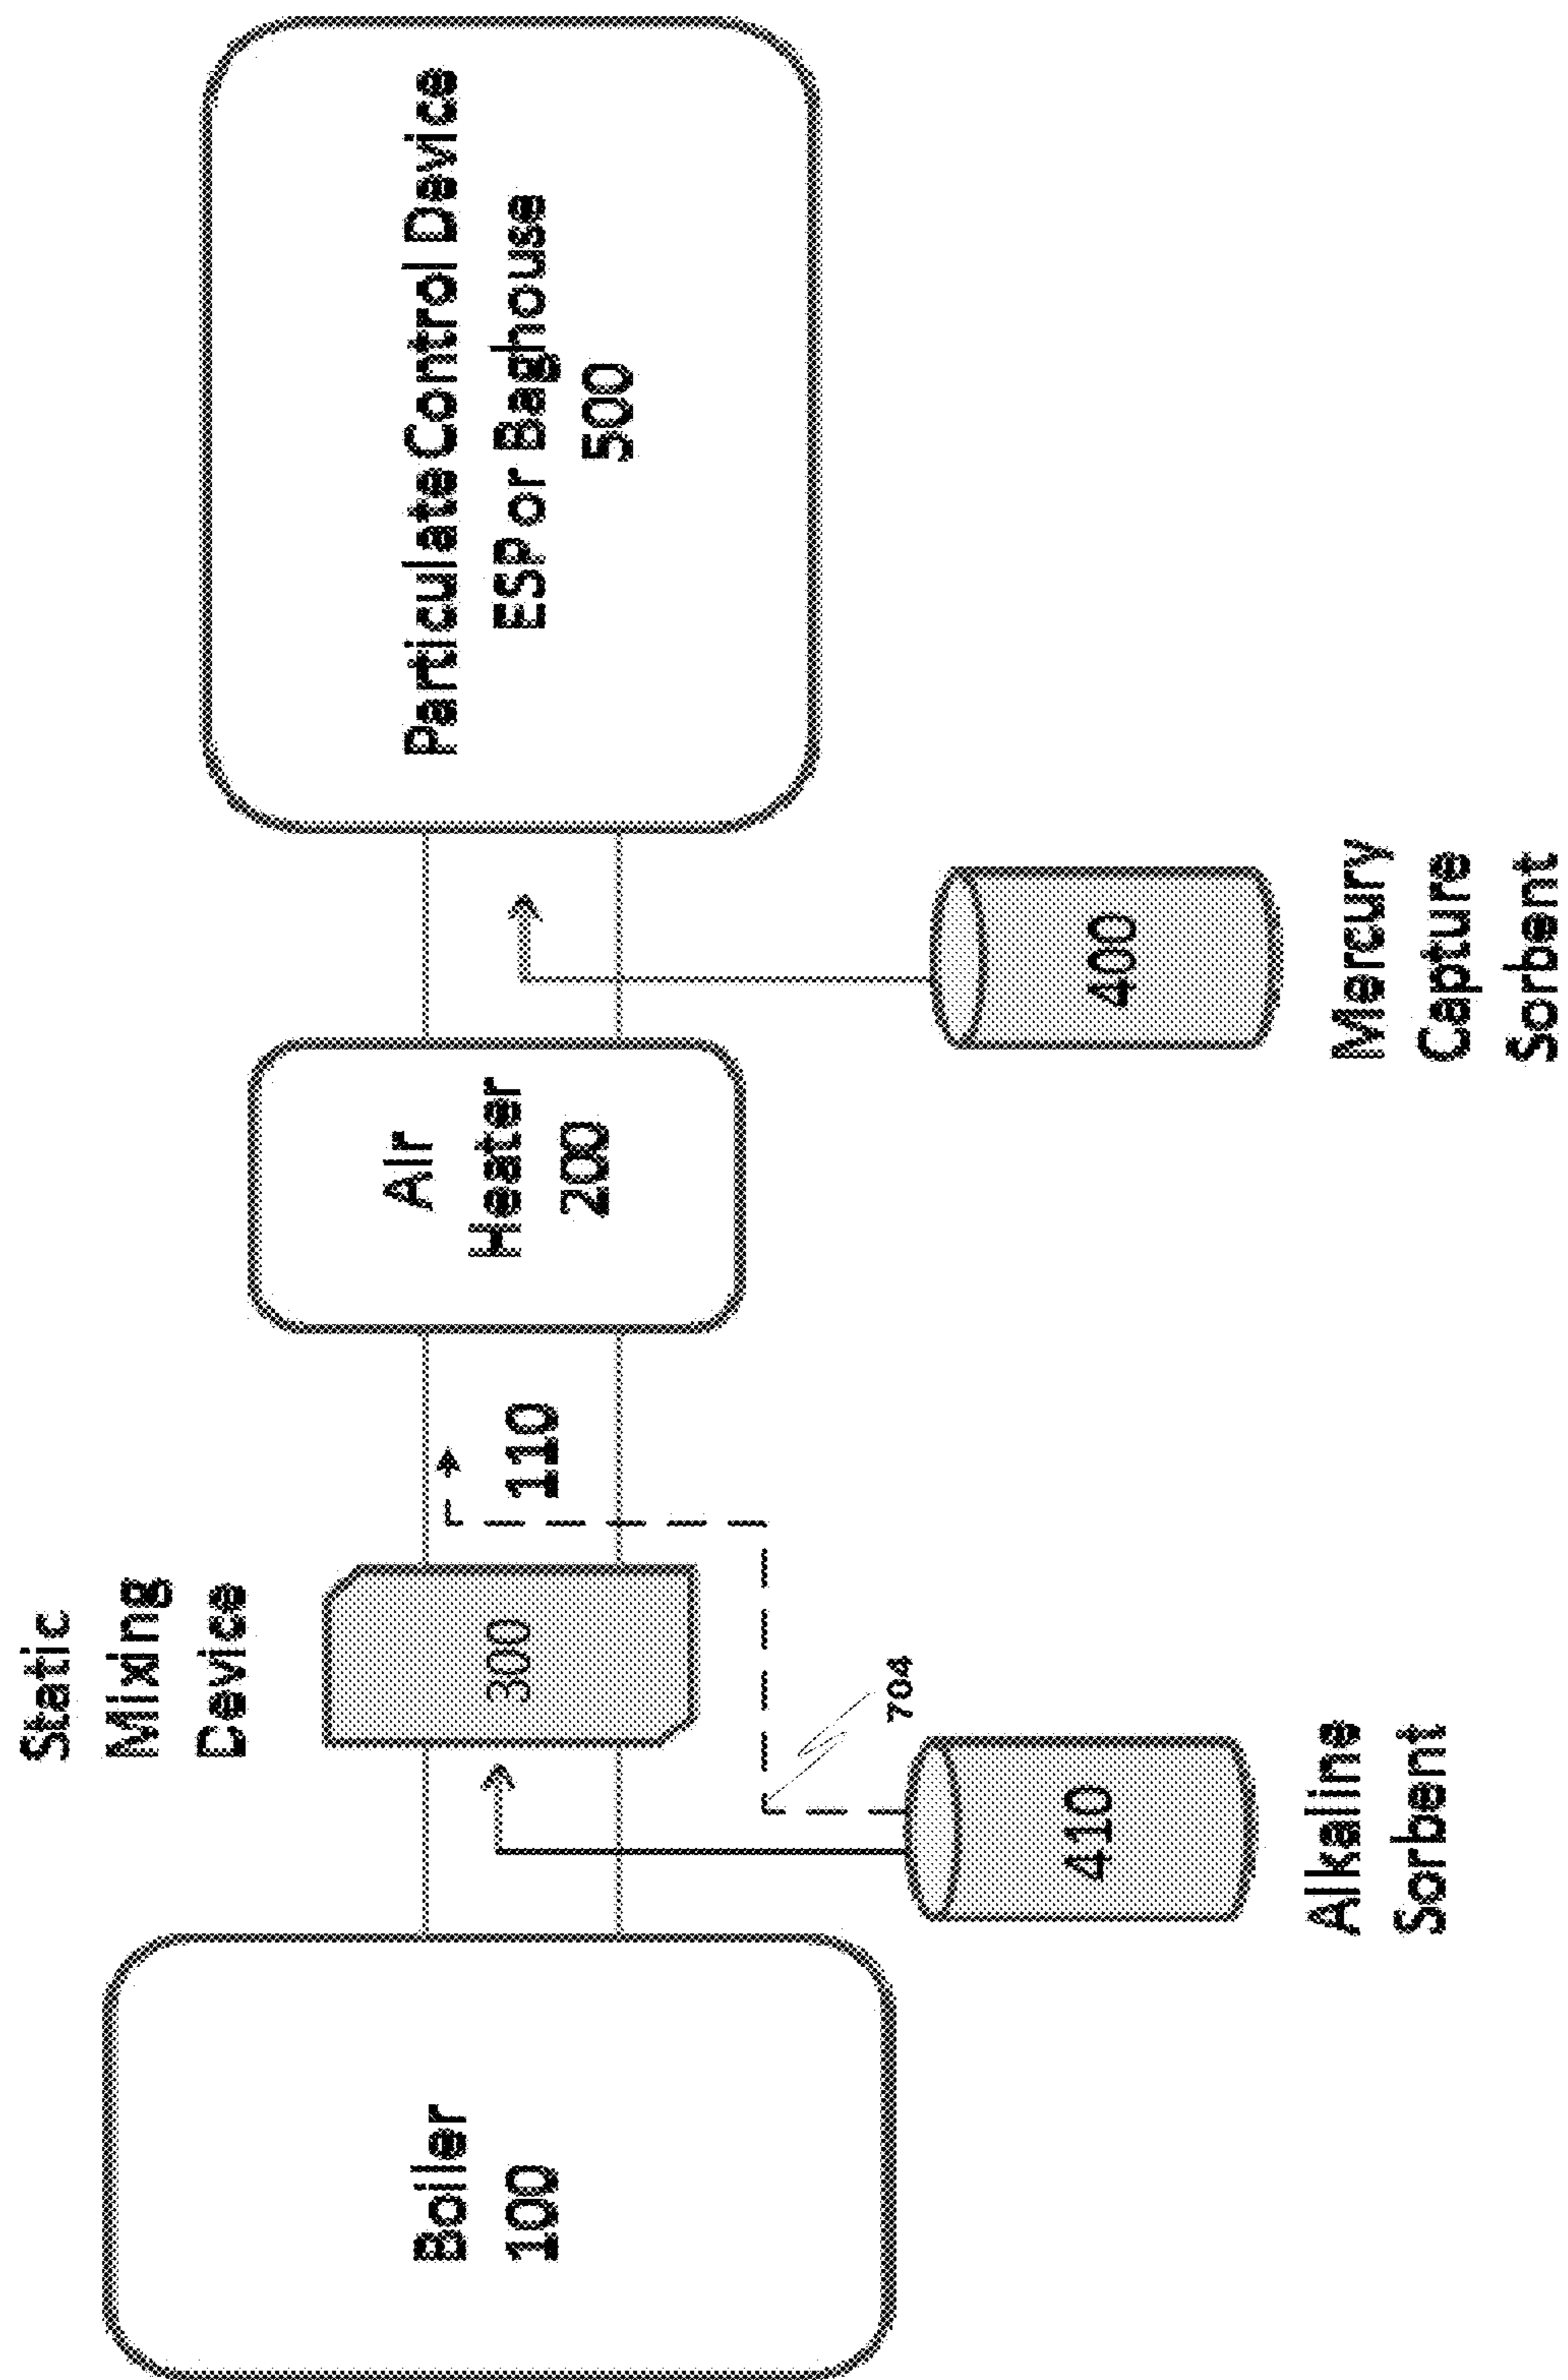 Static
Mixing
Device
Boiler
100
300
110
Air
Heater
200
Particulate Control Device
ESP or Baghouse
500
704
410
Alkaline
Sorbent
400
Mercury
Capture
Sorbent